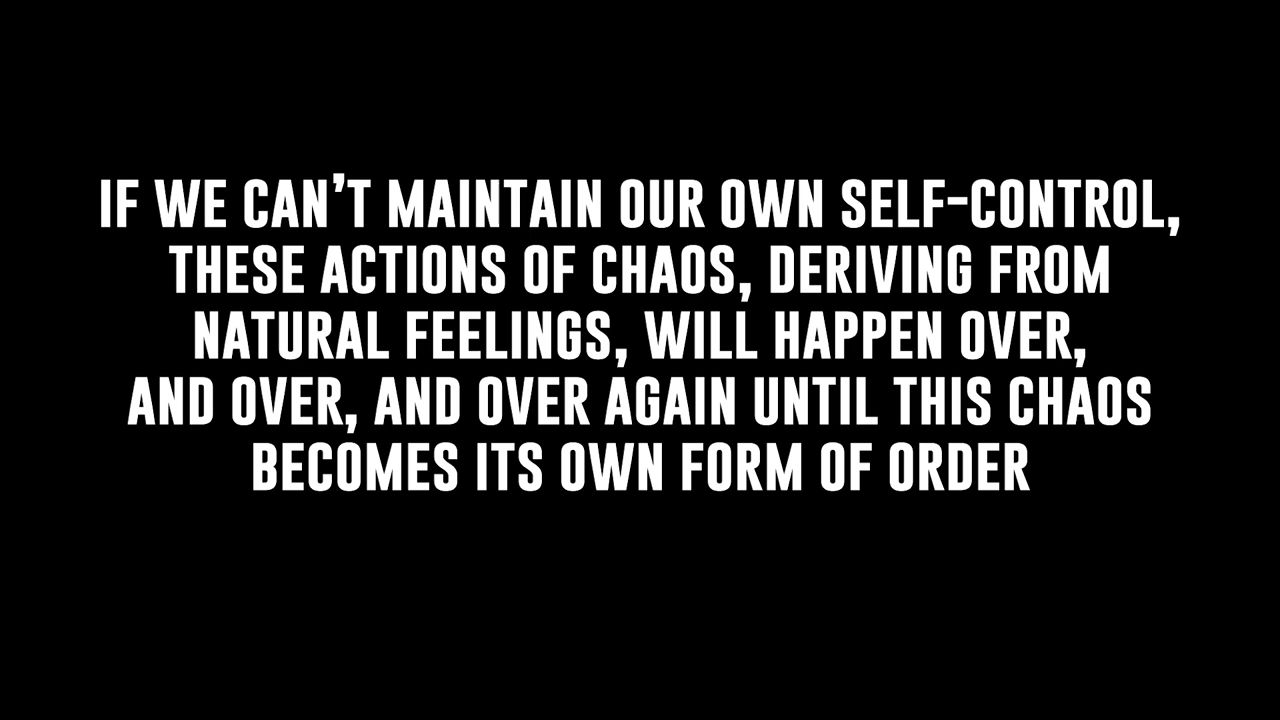 IF WE CAN'T MAINTAIN OUR OWN SELF-CONTROL,
THESE ACTIONS OF CHAOS, DERIVING FROM
NATURAL FEELINGS, WILL HAPPEN OVER,
AND OVER, AND OVER AGAIN UNTIL THIS CHAOS
BECOMES ITS OWN FORM OF ORDER